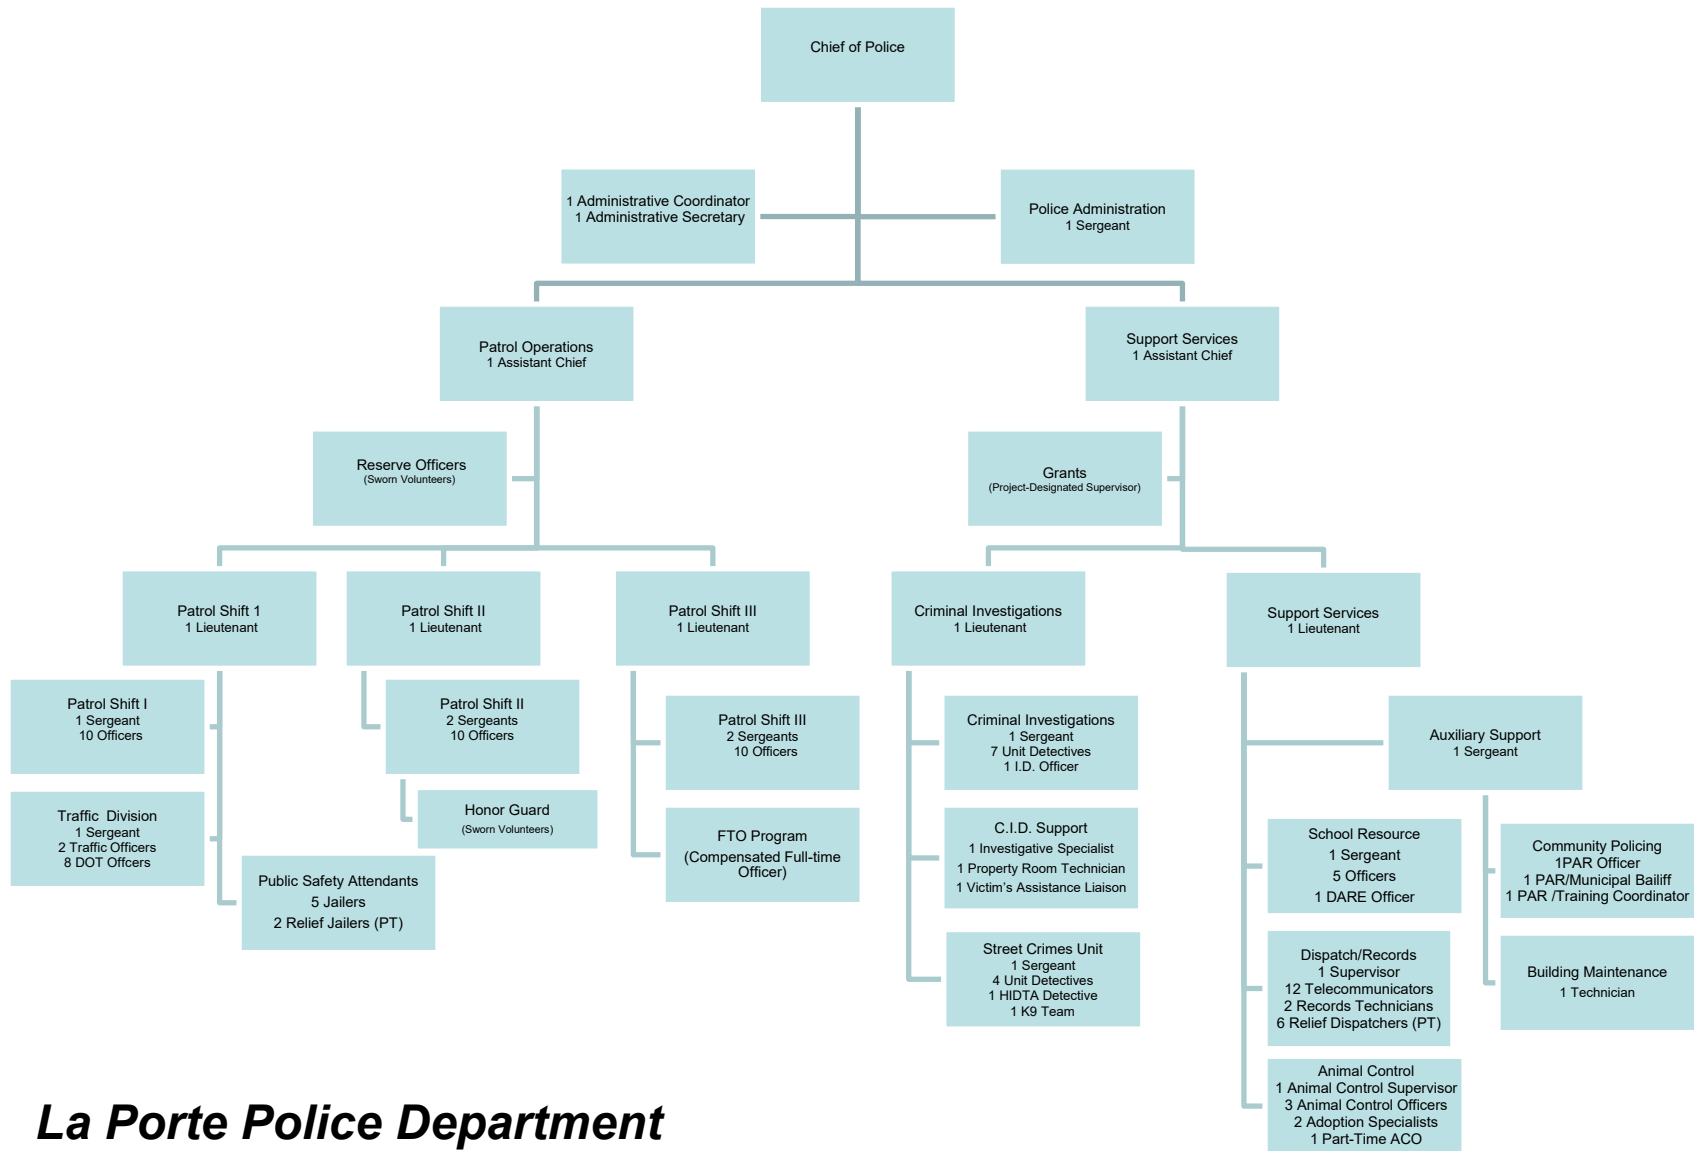 Chief of Police
1 Administrative Coordinator
1 Administrative Secretary
Police Administration
1 Sergeant
Patrol Operations
1 Assistant Chief
Support Services
1 Assistant Chief
Reserve Officers
(Sworn Volunteers)
Grants
(Project-Designated Supervisor)
Patrol Shift 1
1 Lieutenant
Patrol Shift II
1 Lieutenant
Patrol Shift III
1 Lieutenant
Criminal Investigations
1 Lieutenant
Support Services
1 Lieutenant
Patrol Shift I
1 Sergeant
10 Officers
Patrol Shift II
2 Sergeants
10 Officers
Patrol Shift III
2 Sergeants
10 Officers
Criminal Investigations
1 Sergeant
7 Unit Detectives
1 I.D. Officer
Auxiliary Support
1 Sergeant
Traffic Division
1 Sergeant
2 Traffic Officers
8 DOT Offcers
Honor Guard
(Sworn Volunteers)
FTO Program
(Compensated Full-time
Officer)
C.I.D. Support
1 Investigative Specialist
1 Property Room Technician
1 Victim's Assistance Liaison
School Resource
1 Sergeant
5 Officers
1 DARE Officer
Community Policing
1PAR Officer
1 PAR/Municipal Bailiff
1 PAR /Training Coordinator
Public Safety Attendants
5 Jailers
2 Relief Jailers (PT)
Street Crimes Unit
1 Sergeant
4 Unit Detectives
1 HIDTA Detective
1 K9 Team
Dispatch/Records
1 Supervisor
12 Telecommunicators
2 Records Technicians
6 Relief Dispatchers (PT)
Building Maintenance
1 Technician
Animal Control
1 Animal Control Supervisor
3 Animal Control Officers
2 Adoption Specialists
1 Part-Time ACO
La Porte Police Department